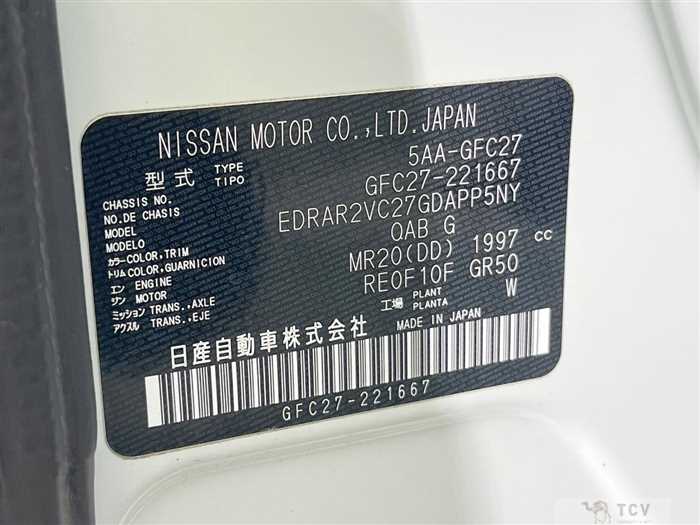 NISSAN MOTOR CO.,LTD.JAPAN
型式 TYPE TIPO 5AA-GFC27
CHASSIS NO. NO.DE CHASIS GFC27-221667
MODEL MODELO EDRAR2VC27GDAPP5NY
カラー COLOR,TRIM トリム COLOR,GUARNICION QAB G
エン ENGINE ジン MOTOR MR20(DD) 1997 CC
ミッション TRANS.,AXLE アクスル TRANS.,EJE RE0F10F GR50
工場 PLANT PLANTA W
日産自動車株式会社 MADE IN JAPAN
GFC27-221667
TCV